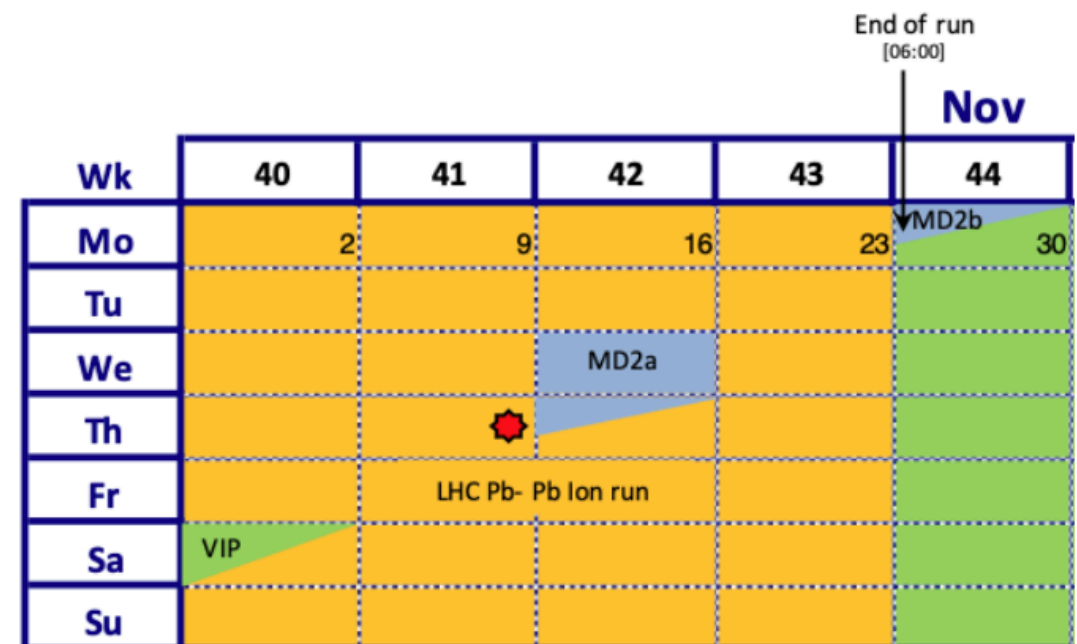 End of run
[06:00]
Nov
Wk 40 41 42 43 44
Mo 2 9 16 23 MD2b 30
Tu
We MD2a
Th
Fr LHC Pb- Pb Ion run
Sa VIP
Su